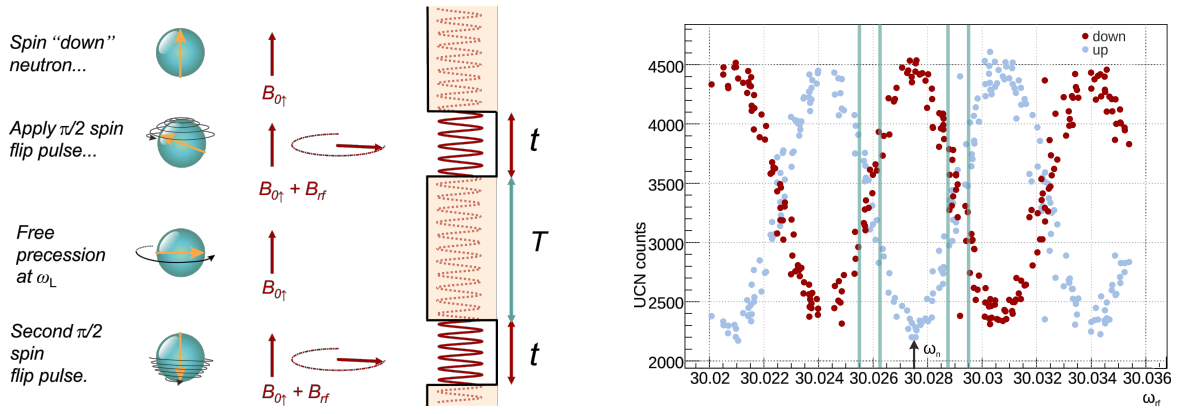 Spin “down”
neutron...
B0↑
Apply π/2 spin
flip pulse...
B0↑ + Brf
t
Free
precession
at ωL
B0↑
T
Second π/2
spin
flip pulse.
B0↑ + Brf
t
down
up
UCN counts
4500
4000
3500
3000
2500
2000
ωn
30.02 30.022 30.024 30.026 30.028 30.03 30.032 30.034 30.036
ωrf